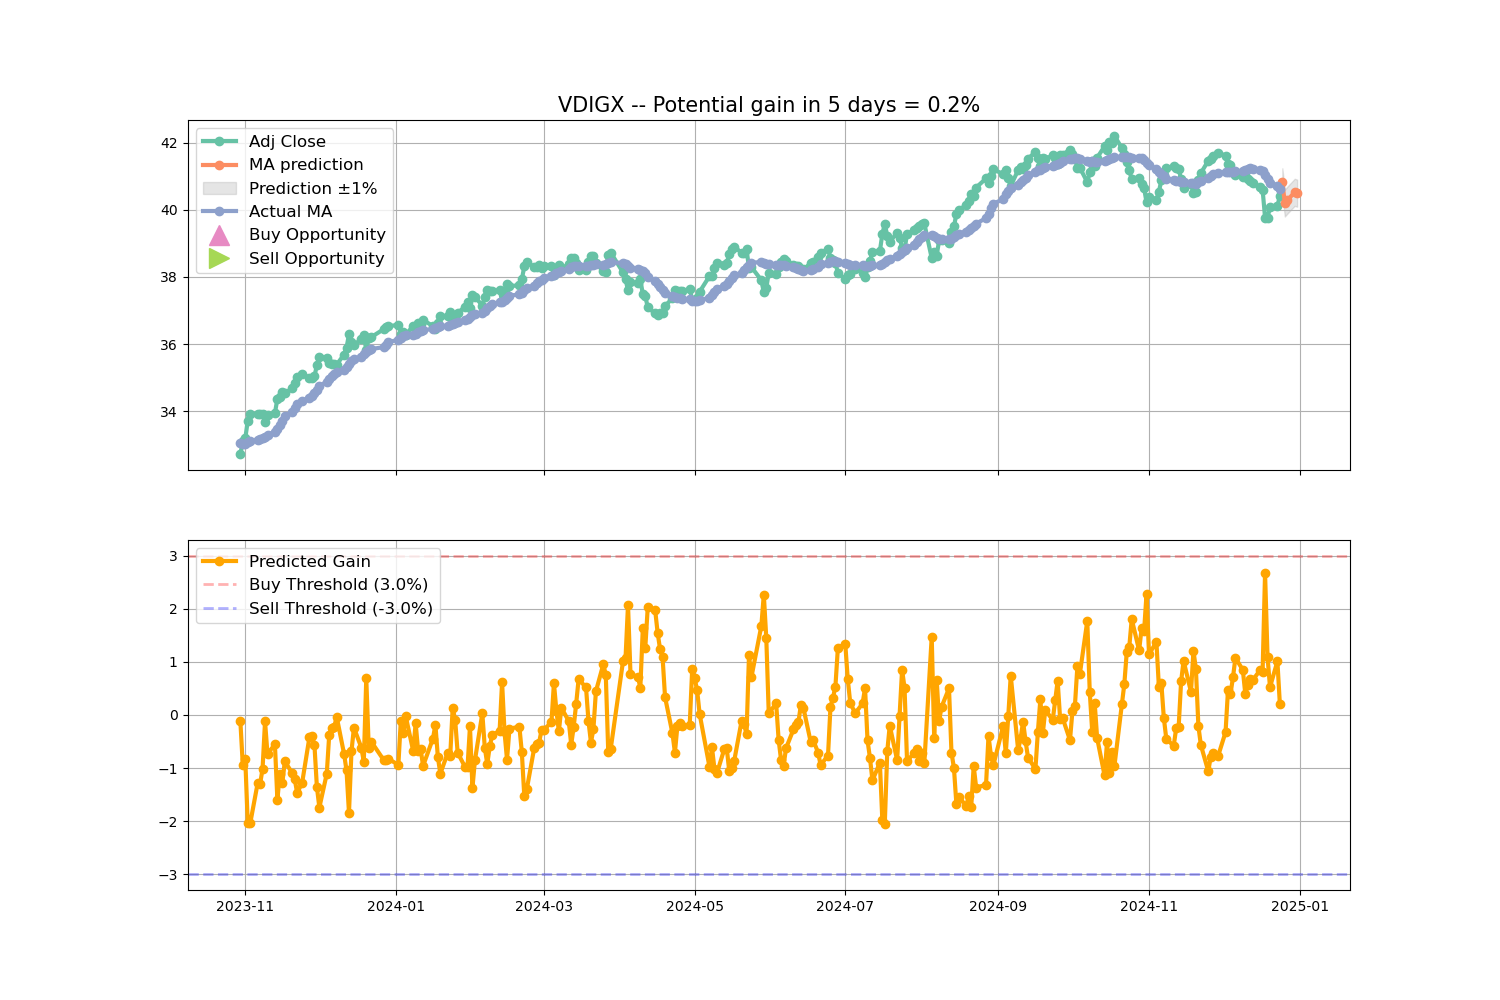 VDIGX -- Potential gain in 5 days = 0.2%
Adj Close
MA prediction
Prediction ±1%
Actual MA
Buy Opportunity
Sell Opportunity
42
40
38
36
34
Predicted Gain
Buy Threshold (3.0%)
Sell Threshold (-3.0%)
3
2
1
0
−1
−2
−3
2023-11 2024-01 2024-03 2024-05 2024-07 2024-09 2024-11 2025-01